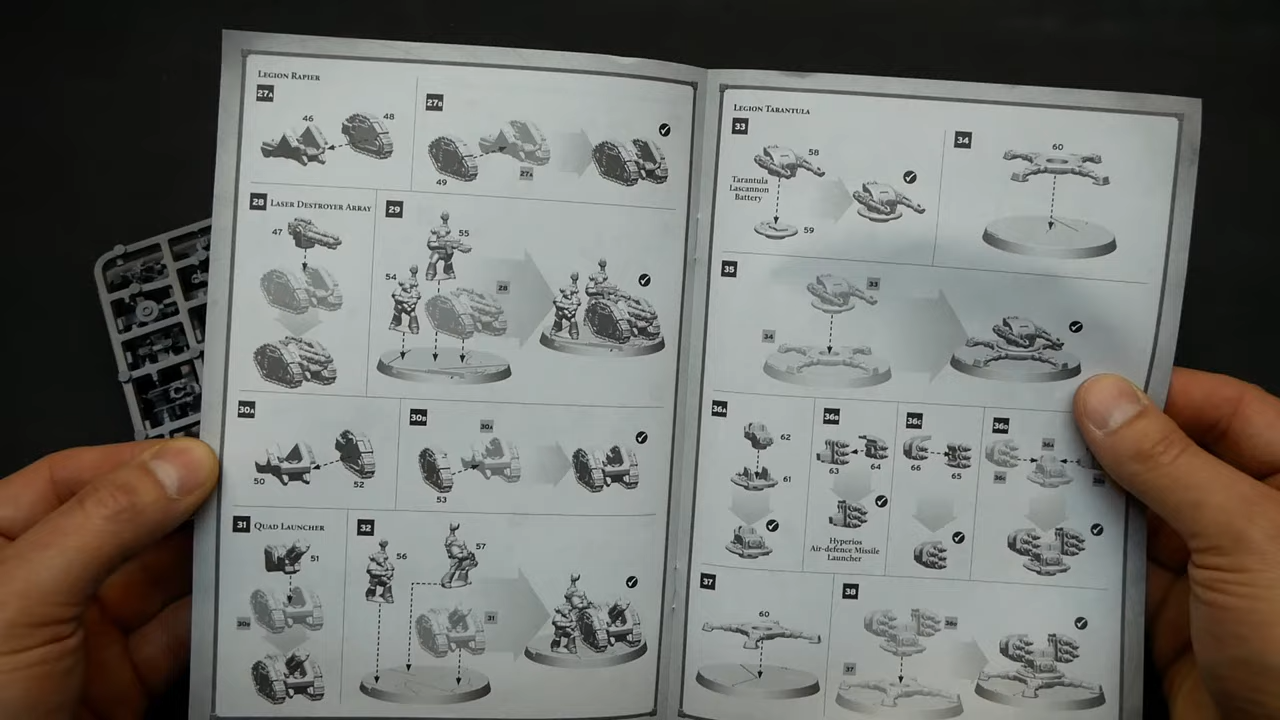 LEGION RAPIER
27A
46
48
27B
49
27A
28 LASER DESTROYER ARRAY
47
29
54
55
28
30A
50
52
30B
30A
53
31 QUAD LAUNCHER
51
30B
32
56
57
31
LEGION TARANTULA
33
58
Tarantula
Lascannon
Battery
59
34
60
35
33
34
36A
62
61
36B
63
64
Hyperios
Air-defence Missile
Launcher
36C
66
65
36D
36A
36C
37
60
38
37